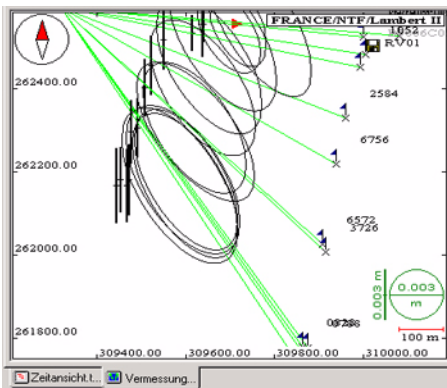 FRANCE/NTF/Lambert II
1052
RV01
262400.00
2584
6756
262200.00
6572
3726
262000.00
0.003
m
0.003 m
261800.00
100 m
309400.00
309600.00
309800.00
310000.00
Zeitansicht.t...
Vermessung...